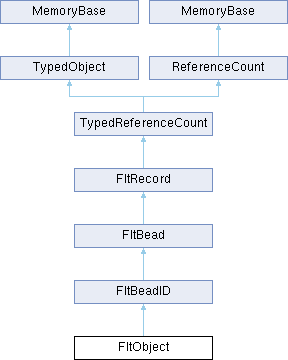 MemoryBase MemoryBase
TypedObject ReferenceCount
TypedReferenceCount
FltRecord
FltBead
FltBeadID
FltObject